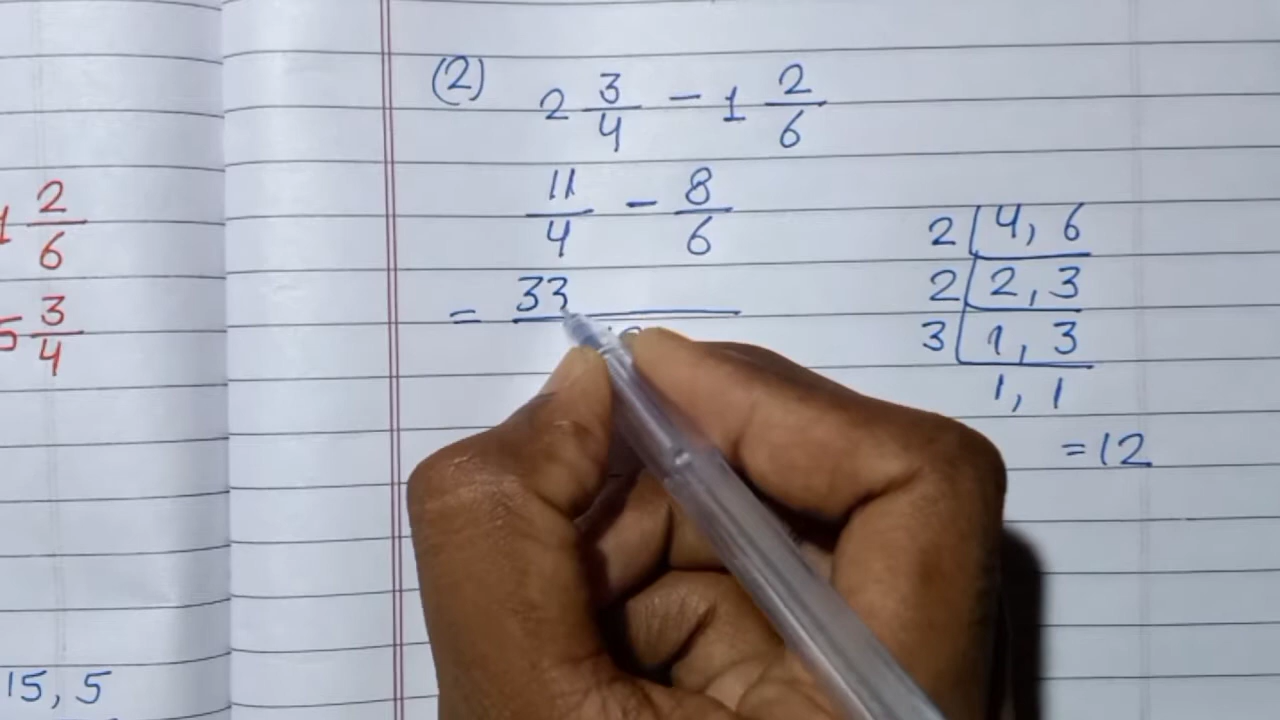 1 2/6
5 3/4
15, 5
(2) 2 3/4 - 1 2/6
11/4 - 8/6
= 33
2 | 4, 6
2 | 2, 3
3 | 1, 3
1, 1
= 12